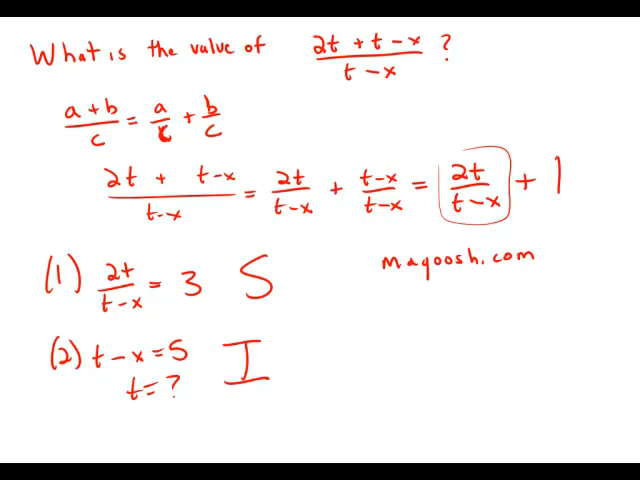 What is the value of (2t + t - x)/(t - x) ?
(a + b)/c = a/c + b/c
(2t + t-x)/(t-x) = 2t/(t-x) + (t-x)/(t-x) = 2t/(t-x) + 1
magoosh.com
(1) 2t/(t-x) = 3 S
(2) t - x = 5 I
t = ?